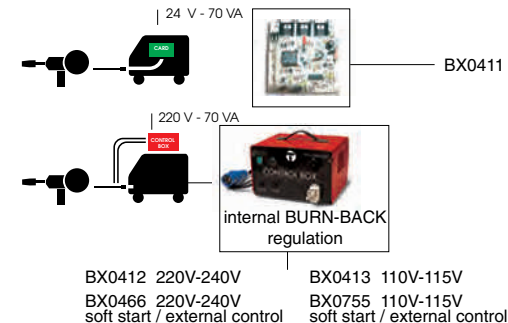 24 V - 70 VA
CARD
BX0411
220 V - 70 VA
CONTROL
BOX
internal BURN-BACK
regulation
BX0412 220V-240V
BX0466 220V-240V
soft start / external control
BX0413 110V-115V
BX0755 110V-115V
soft start / external control